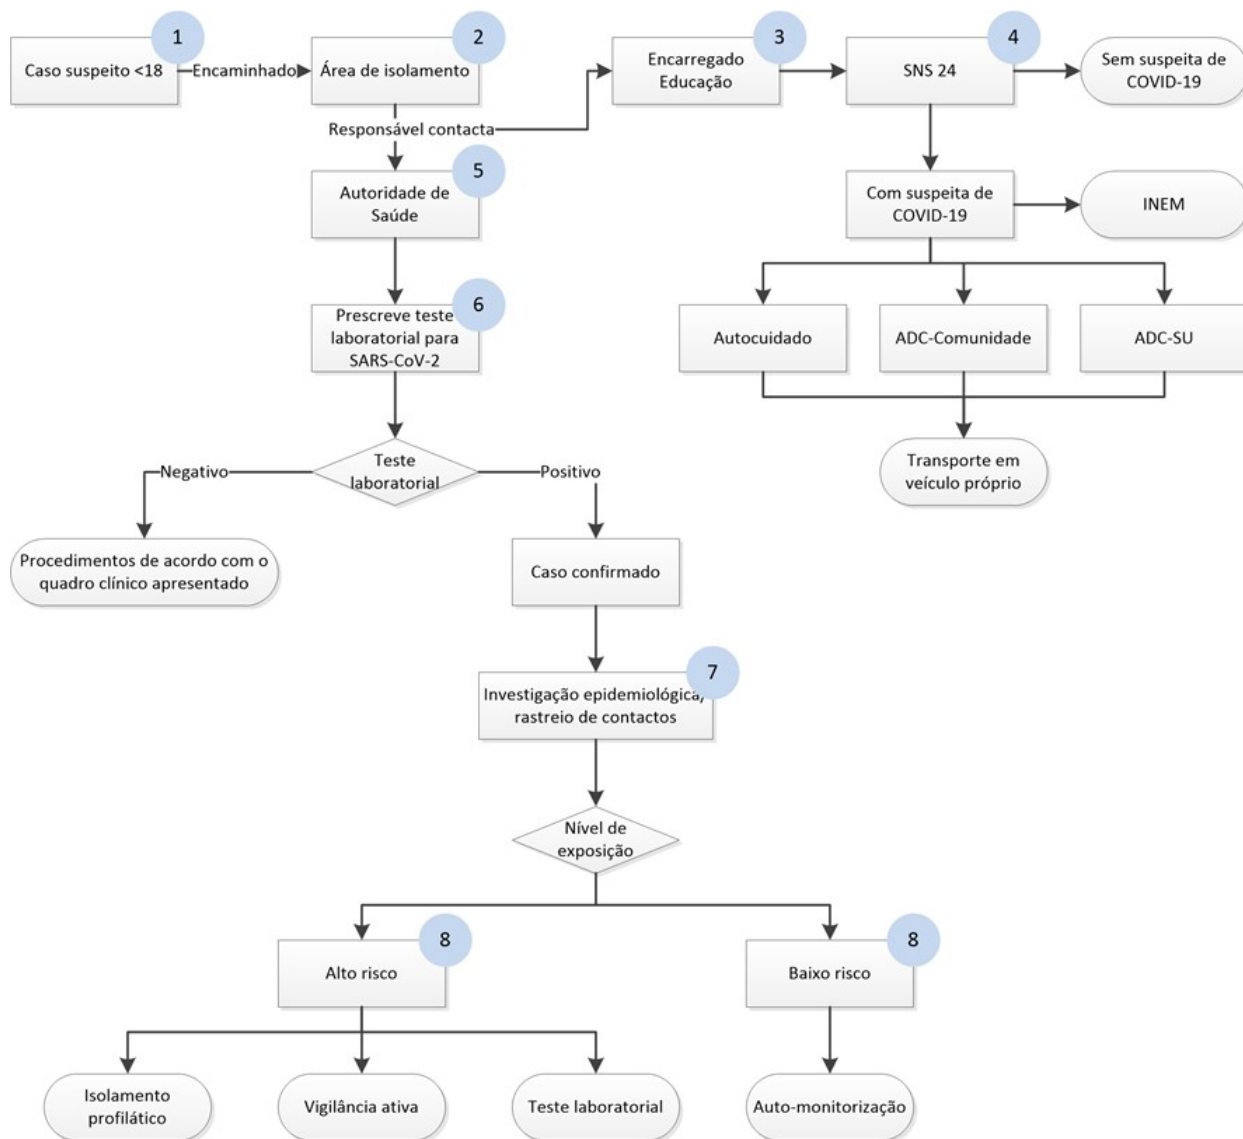 1
Caso suspeito <18
Encaminhado
2
Área de isolamento
3
Encarregado
Educação
4
SNS 24
Sem suspeita de
COVID-19
Responsável contacta
5
Autoridade de
Saúde
Com suspeita de
COVID-19
INEM
6
Prescreve teste
laboratorial para
SARS-CoV-2
Autocuidado
ADC-Comunidade
ADC-SU
Negativo
Teste
laboratorial
Positivo
Transporte em
veículo próprio
Procedimentos de acordo com o
quadro clínico apresentado
Caso confirmado
7
Investigação epidemiológica/
rastreio de contactos
Nível de
exposição
8
Alto risco
8
Baixo risco
Isolamento
profilático
Vigilância ativa
Teste laboratorial
Auto-monitorização